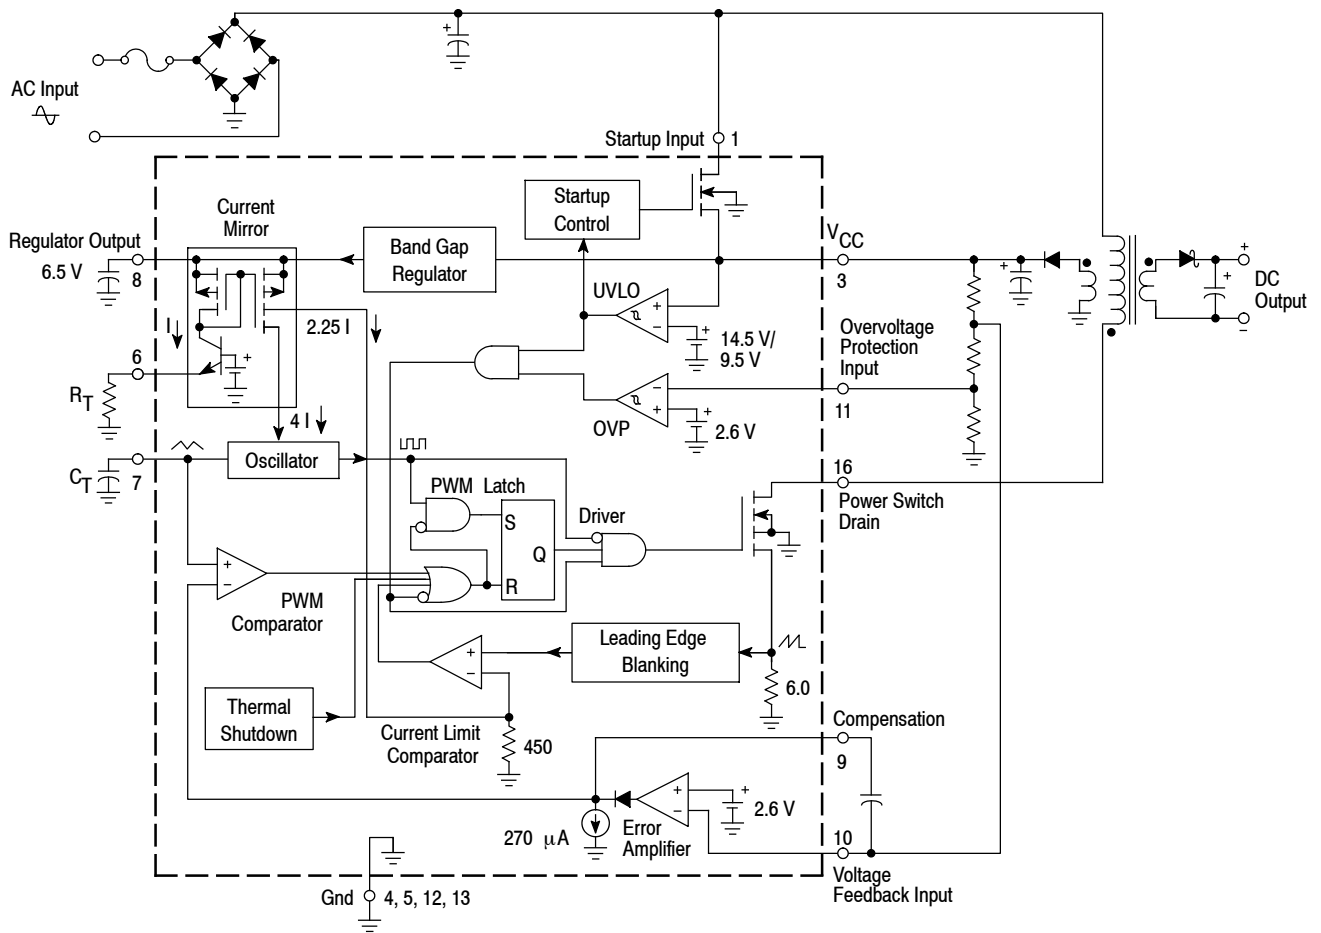 AC Input
Startup Input
1
Current
Mirror
Startup
Control
Regulator Output
6.5 V
8
Band Gap
Regulator
VCC
3
+
DC
Output
−
UVLO
+
−
14.5 V/
9.5 V
I
2.25 I
Overvoltage
Protection
Input
11
6
RT
4 I
OVP
−
+
2.6 V
CT
7
Oscillator
16
Power Switch
Drain
PWM Latch
S
Q
R
Driver
+
−
PWM
Comparator
Leading Edge
Blanking
+
−
6.0
Thermal
Shutdown
Current Limit
Comparator
450
Compensation
9
270 µA
Error
Amplifier
+
−
2.6 V
10
Voltage
Feedback Input
Gnd
4, 5, 12, 13